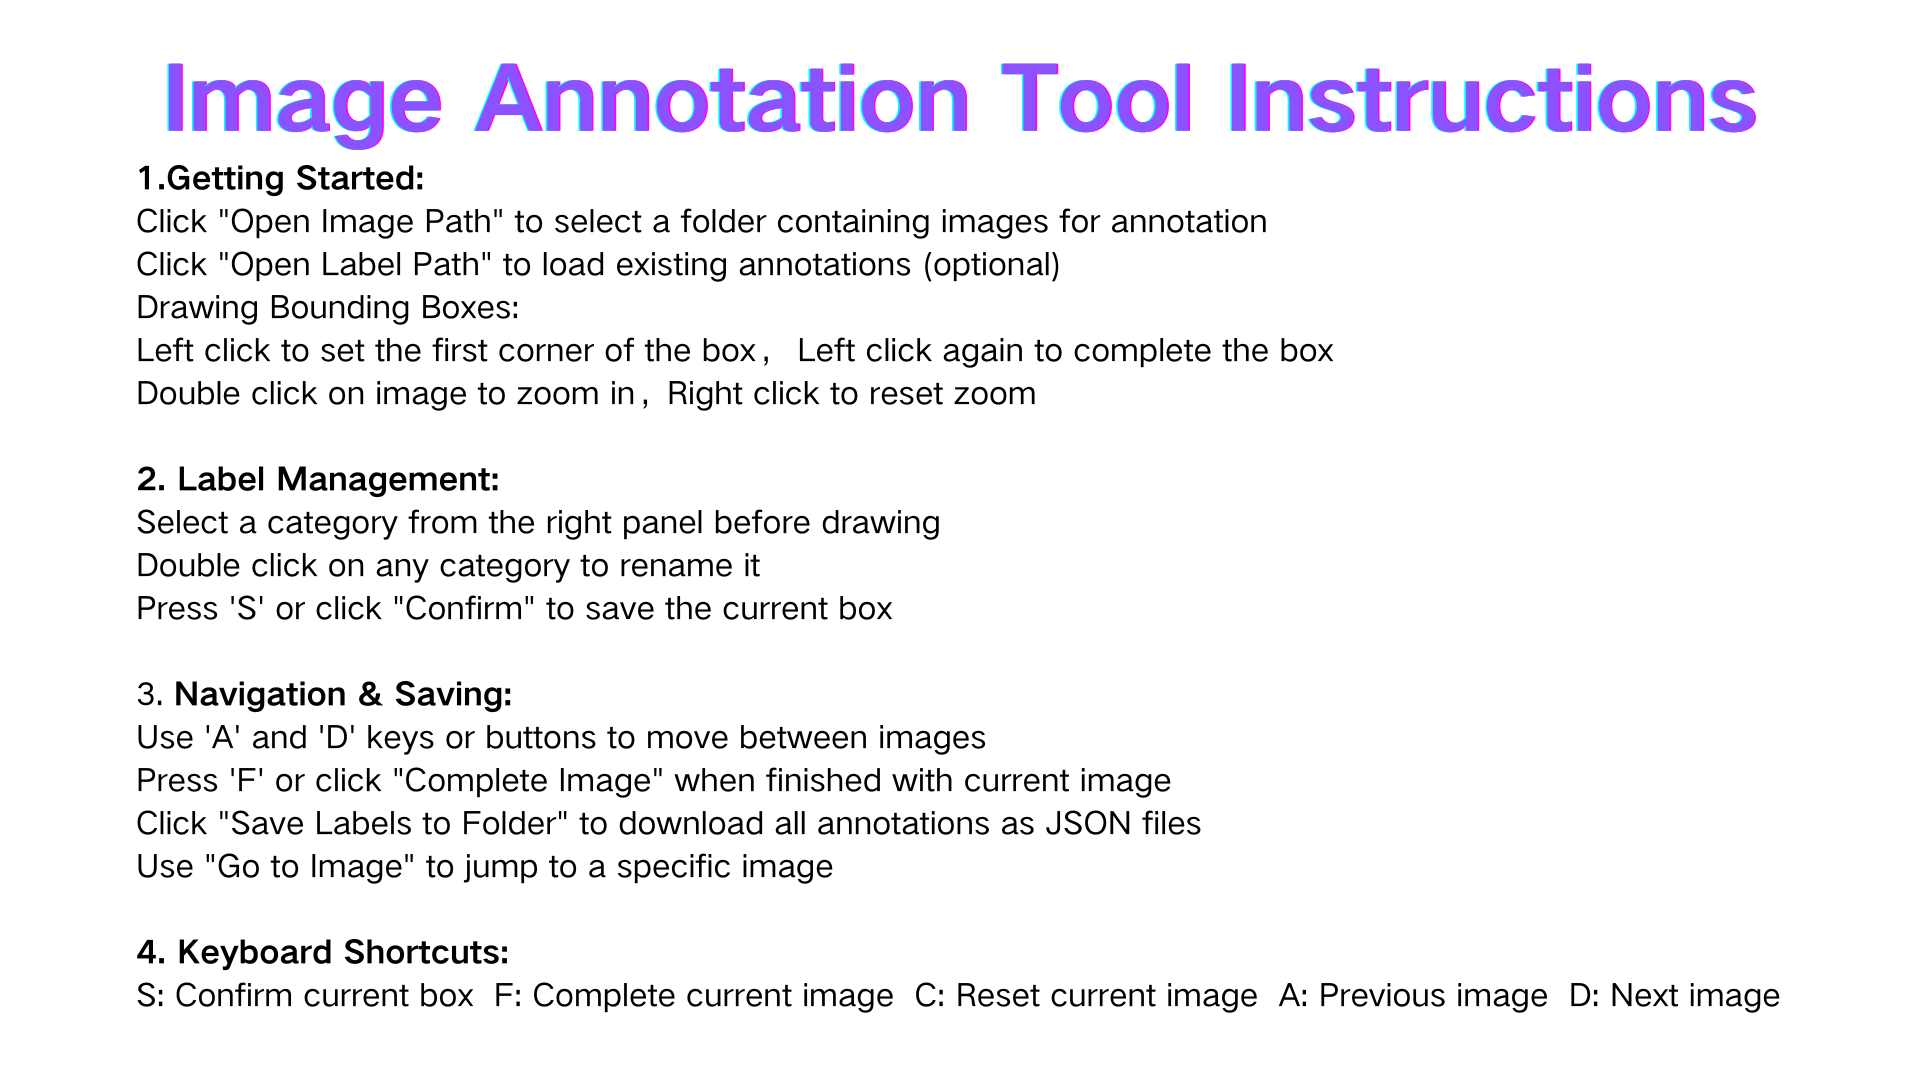 Image Annotation Tool Instructions
1.Getting Started:
Click "Open Image Path" to select a folder containing images for annotation
Click "Open Label Path" to load existing annotations (optional)
Drawing Bounding Boxes:
Left click to set the first corner of the box， Left click again to complete the box
Double click on image to zoom in，Right click to reset zoom
2. Label Management:
Select a category from the right panel before drawing
Double click on any category to rename it
Press 'S' or click "Confirm" to save the current box
3. Navigation & Saving:
Use 'A' and 'D' keys or buttons to move between images
Press 'F' or click "Complete Image" when finished with current image
Click "Save Labels to Folder" to download all annotations as JSON files
Use "Go to Image" to jump to a specific image
4. Keyboard Shortcuts:
S: Confirm current box  F: Complete current image  C: Reset current image  A: Previous image  D: Next image